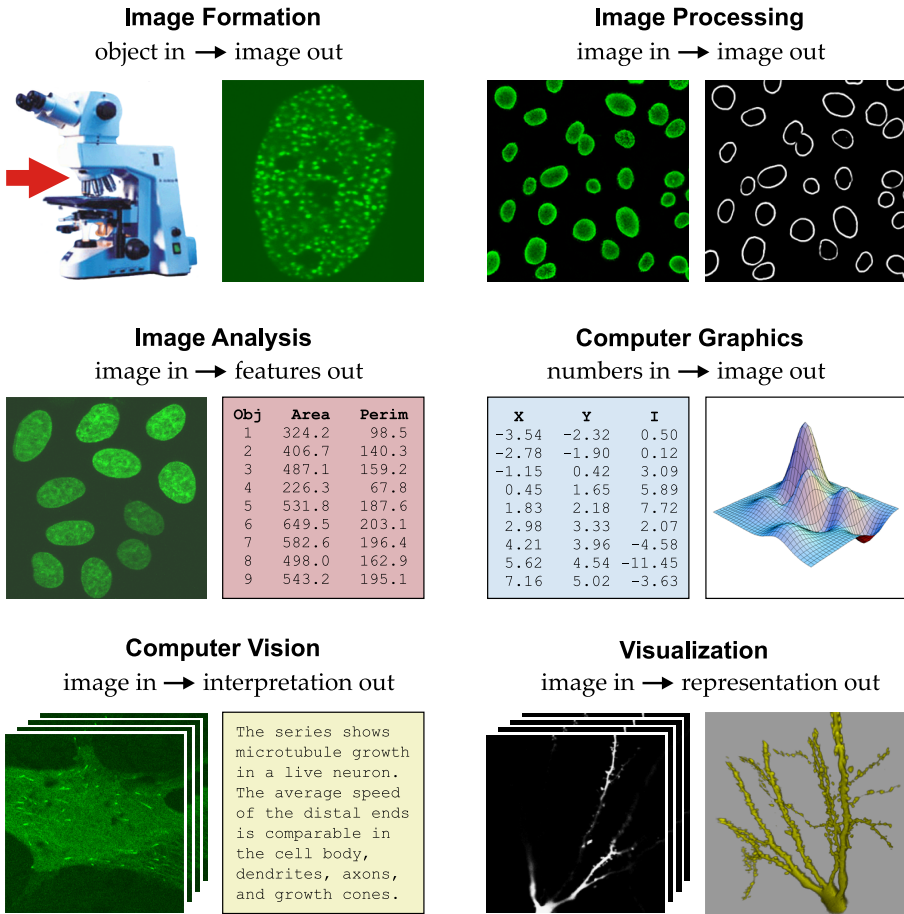 Image Formation
object in → image out
Image Processing
image in → image out
Image Analysis
image in → features out
Obj Area Perim
1 324.2 98.5
2 406.7 140.3
3 487.1 159.2
4 226.3 67.8
5 531.8 187.6
6 649.5 203.1
7 582.6 196.4
8 498.0 162.9
9 543.2 195.1
Computer Graphics
numbers in → image out
X Y I
-3.54 -2.32 0.50
-2.78 -1.90 0.12
-1.15 0.42 3.09
0.45 1.65 5.89
1.83 2.18 7.72
2.98 3.33 2.07
4.21 3.96 -4.58
5.62 4.54 -11.45
7.16 5.02 -3.63
Computer Vision
image in → interpretation out
The series shows
microtubule growth
in a live neuron.
The average speed
of the distal ends
is comparable in
the cell body,
dendrites, axons,
and growth cones.
Visualization
image in → representation out